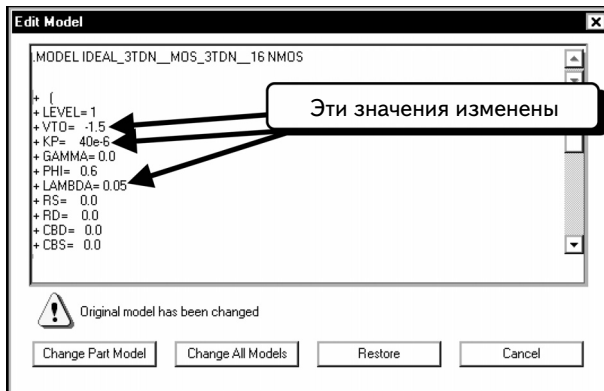 Edit Model
.MODEL IDEAL_3TDN__MOS_3TDN__16 NMOS
+ (
+ LEVEL= 1
+ VTO= -1.5
+ KP= 40e-6
+ GAMMA= 0.0
+ PHI= 0.6
+ LAMBDA= 0.05
+ RS= 0.0
+ RD= 0.0
+ CBD= 0.0
+ CBS= 0.0
Эти значения изменены
Original model has been changed
Change Part Model
Change All Models
Restore
Cancel